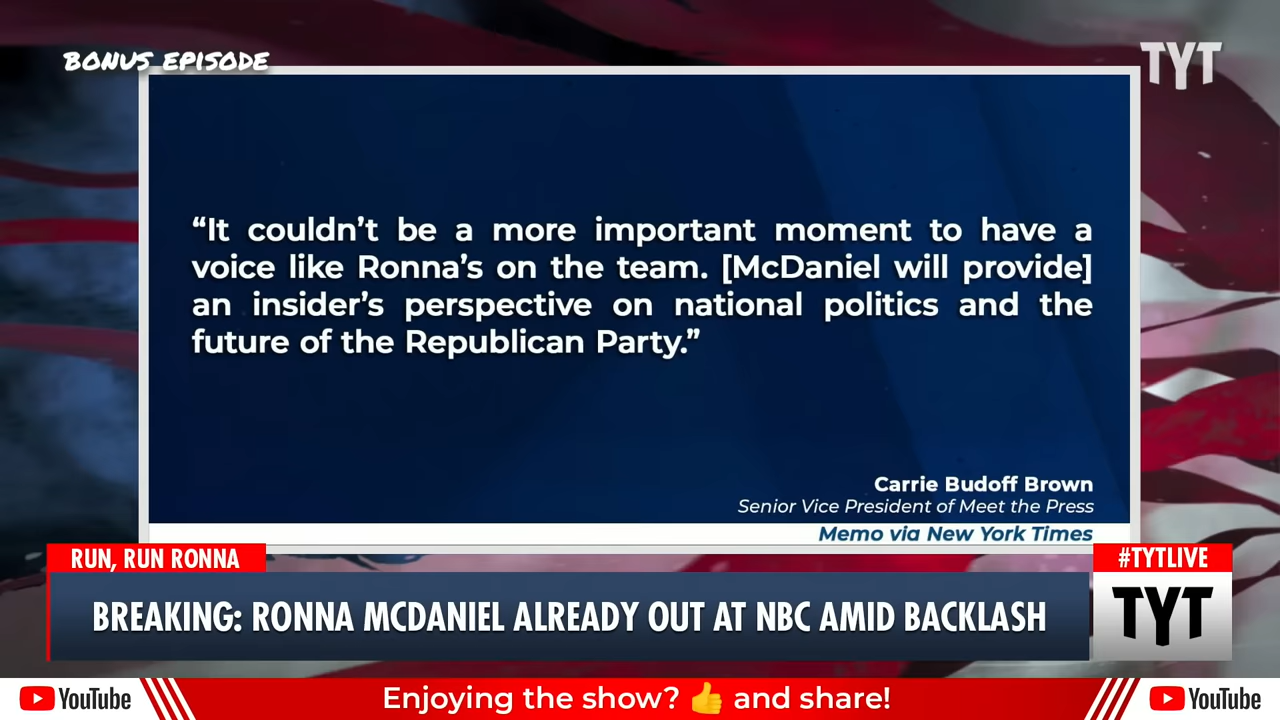 BONUS EPISODE
TYT
“It couldn’t be a more important moment to have a
voice like Ronna’s on the team. [McDaniel will provide]
an insider’s perspective on national politics and the
future of the Republican Party.”
Carrie Budoff Brown
Senior Vice President of Meet the Press
Memo via New York Times
RUN, RUN RONNA
#TYTLIVE
BREAKING: RONNA MCDANIEL ALREADY OUT AT NBC AMID BACKLASH
TYT
YouTube
Enjoying the show? 👍 and share!
YouTube